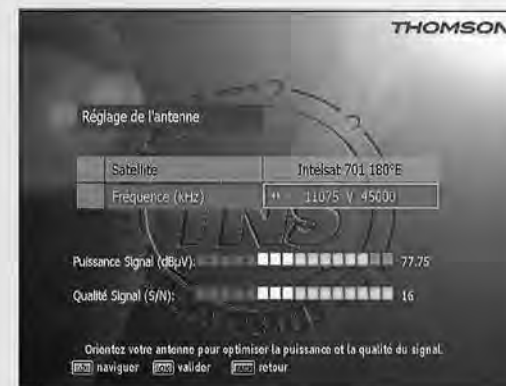 THOMSON
Réglage de l'antenne
Satellite Intelsat 701 180°E
Fréquence (kHz) 11075 V 45000
Puissance Signal (dBµV): 77.75
Qualité Signal (S/N): 16
Orientez votre antenne pour optimiser la puissance et la qualité du signal.
naviguer valider retour